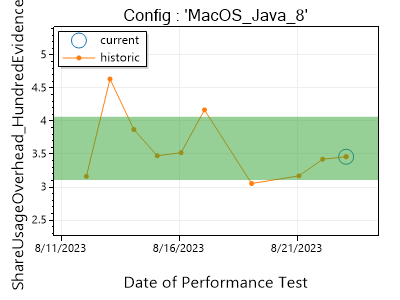 Config : 'MacOS_Java_8'
ShareUsageOverhead_HundredEvidence
current
historic
5
4.5
4
3.5
3
2.5
8/11/2023
8/16/2023
8/21/2023
Date of Performance Test